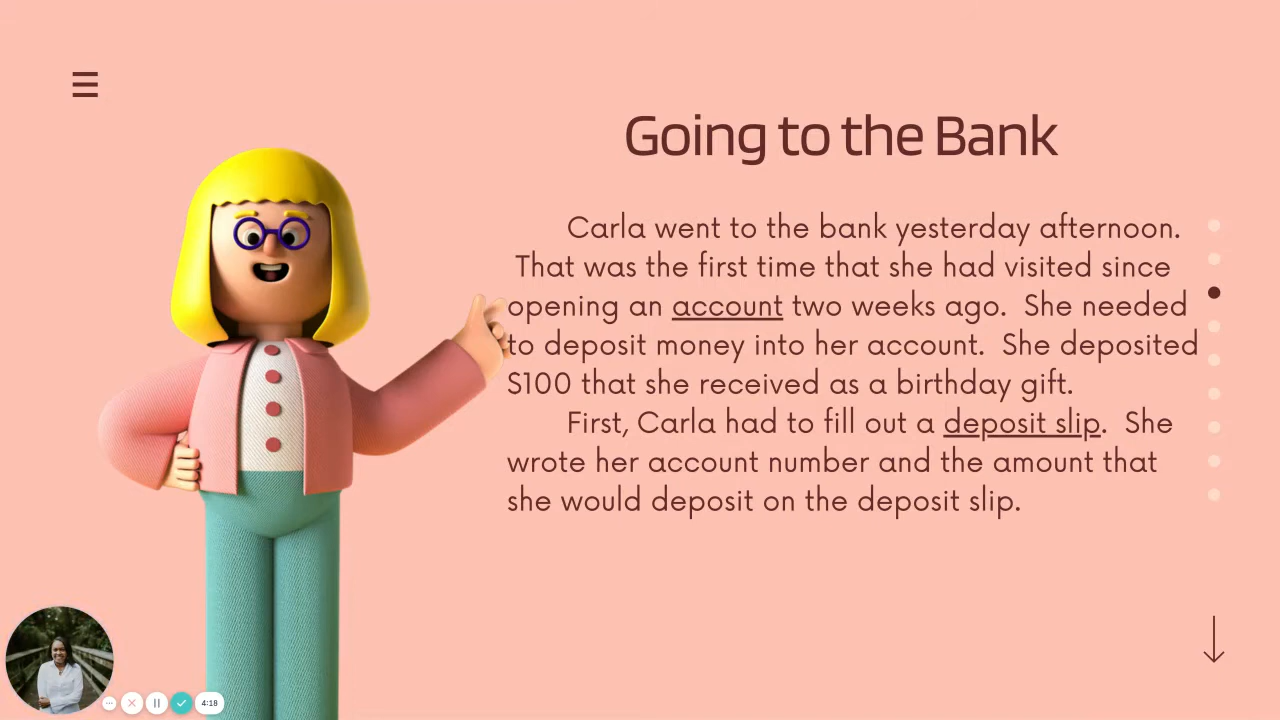 Going to the Bank
Carla went to the bank yesterday afternoon.
That was the first time that she had visited since
opening an account two weeks ago. She needed
to deposit money into her account. She deposited
$100 that she received as a birthday gift.
First, Carla had to fill out a deposit slip. She
wrote her account number and the amount that
she would deposit on the deposit slip.
4:18